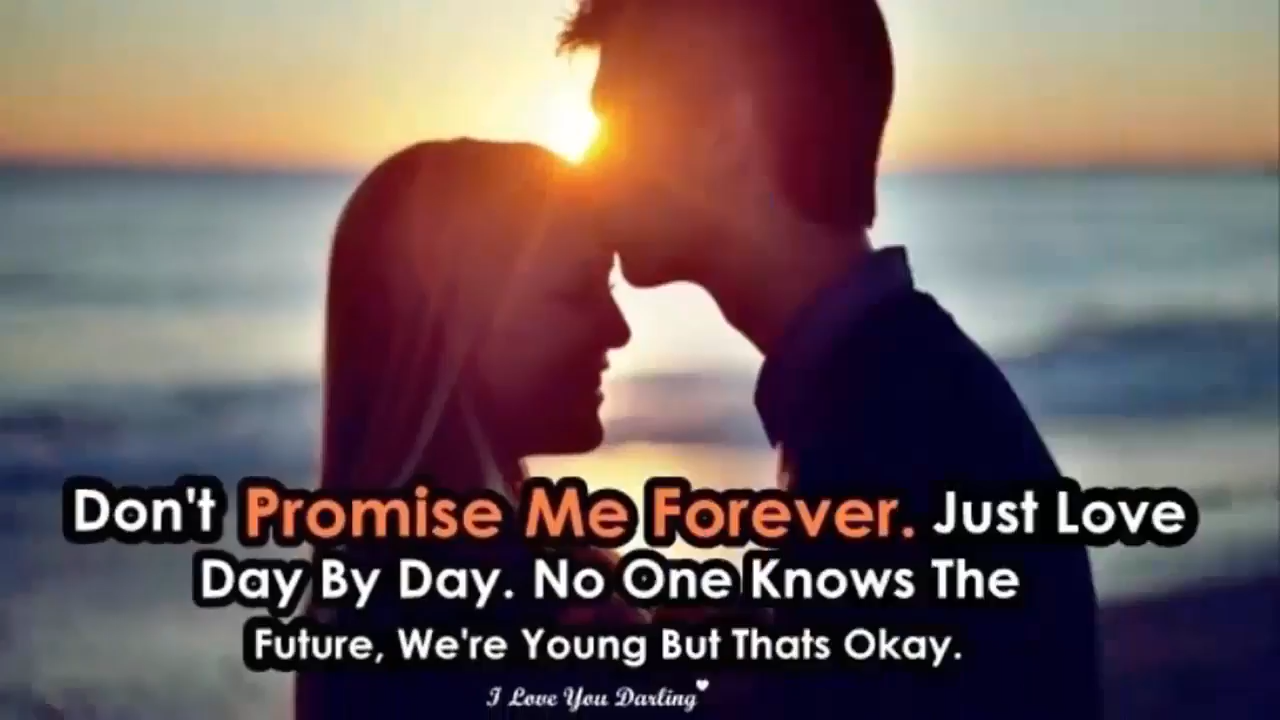 Don't Promise Me Forever. Just Love
Day By Day. No One Knows The
Future, We're Young But Thats Okay.
I Love You Darling